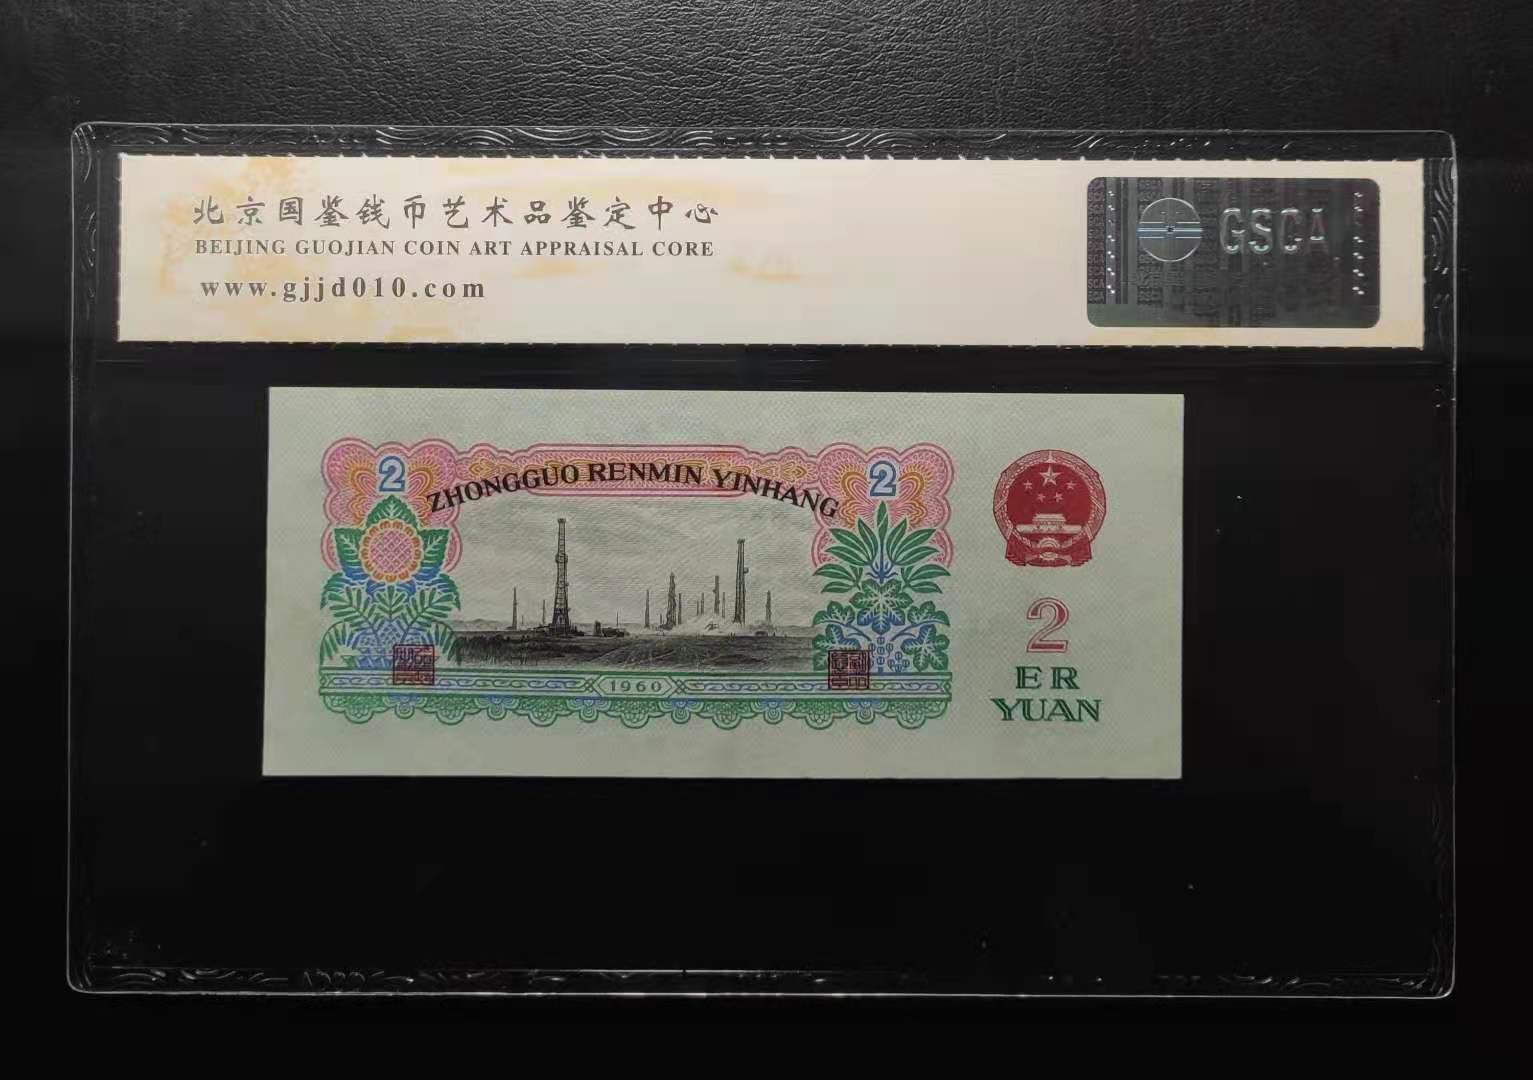 北京国鉴钱币艺术品鉴定中心
BEIJING GUOJIAN COIN ART APPRAISAL CORE
www.gjjd010.com
GSCA
2
2
ZHONGGUO RENMIN YINHANG
1960
2
ER
YUAN